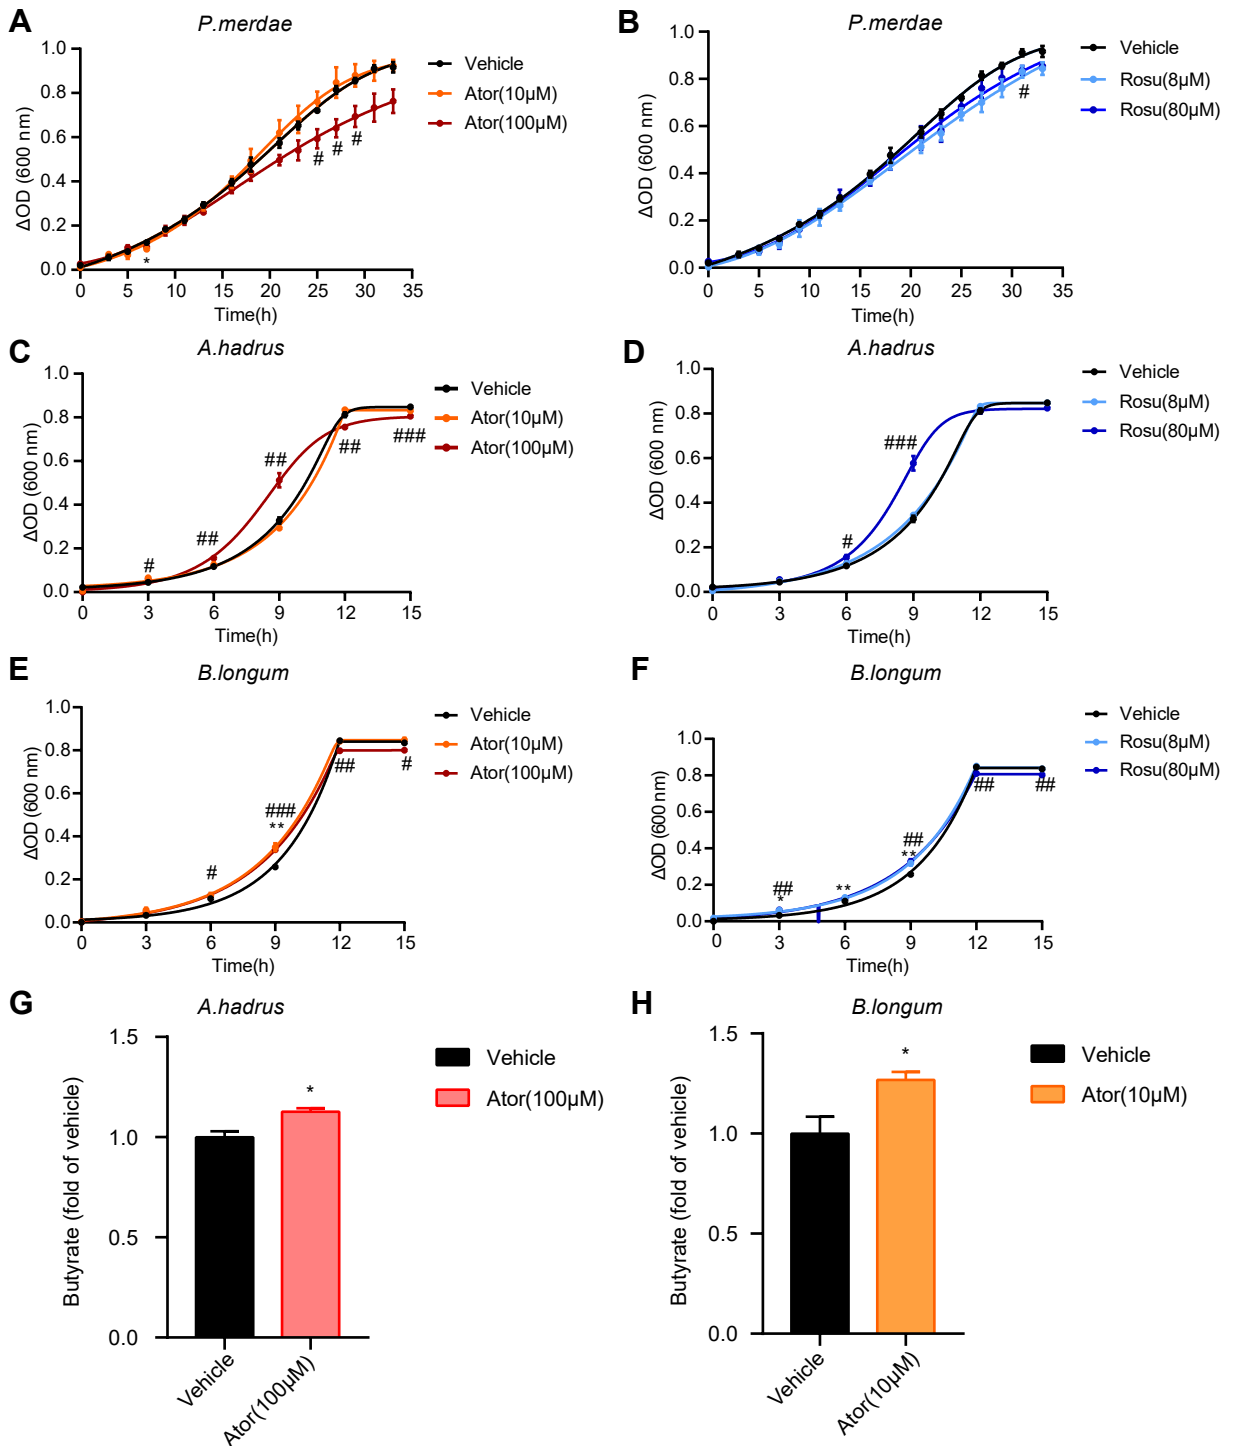 A
P.merdae
ΔOD (600 nm)
1.0
0.8
0.6
0.4
0.2
0.0
*
# # #
0 5 10 15 20 25 30 35
Time(h)
Vehicle
Ator(10μM)
Ator(100μM)
B
P.merdae
ΔOD (600 nm)
1.0
0.8
0.6
0.4
0.2
0.0
#
0 5 10 15 20 25 30 35
Time(h)
Vehicle
Rosu(8μM)
Rosu(80μM)
C
A.hadrus
ΔOD (600 nm)
1.0
0.8
0.6
0.4
0.2
0.0
# ## ## ## ###
0 3 6 9 12 15
Time(h)
Vehicle
Ator(10μM)
Ator(100μM)
D
A.hadrus
ΔOD (600 nm)
1.0
0.8
0.6
0.4
0.2
0.0
# ###
0 3 6 9 12 15
Time(h)
Vehicle
Rosu(8μM)
Rosu(80μM)
E
B.longum
ΔOD (600 nm)
1.0
0.8
0.6
0.4
0.2
0.0
# ### ## #
**
0 3 6 9 12 15
Time(h)
Vehicle
Ator(10μM)
Ator(100μM)
F
B.longum
ΔOD (600 nm)
1.0
0.8
0.6
0.4
0.2
0.0
## ## ## ##
* ** **
0 3 6 9 12 15
Time(h)
Vehicle
Rosu(8μM)
Rosu(80μM)
G
A.hadrus
Butyrate (fold of vehicle)
1.5
1.0
0.5
0.0
*
Vehicle
Ator(100μM)
Vehicle
Ator(100μM)
H
B.longum
Butyrate (fold of vehicle)
1.5
1.0
0.5
0.0
*
Vehicle
Ator(10μM)
Vehicle
Ator(10μM)